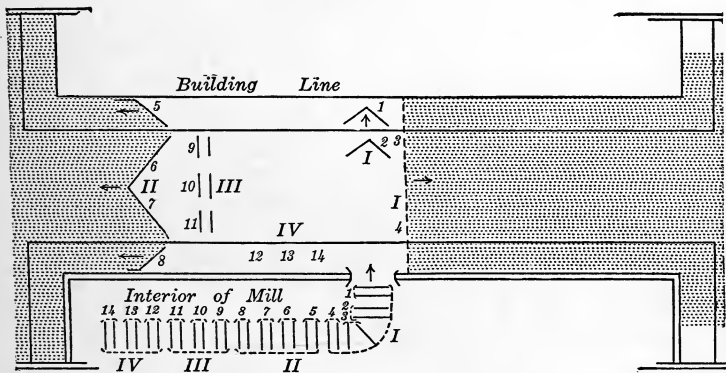 Building Line
5 1
9 2 3
6 I
II 10 III I
7
11 4
IV
8 12 13 14
Interior of Mill 1
14 13 12 11 10 9 8 7 6 5 4 3 2
I
IV III II